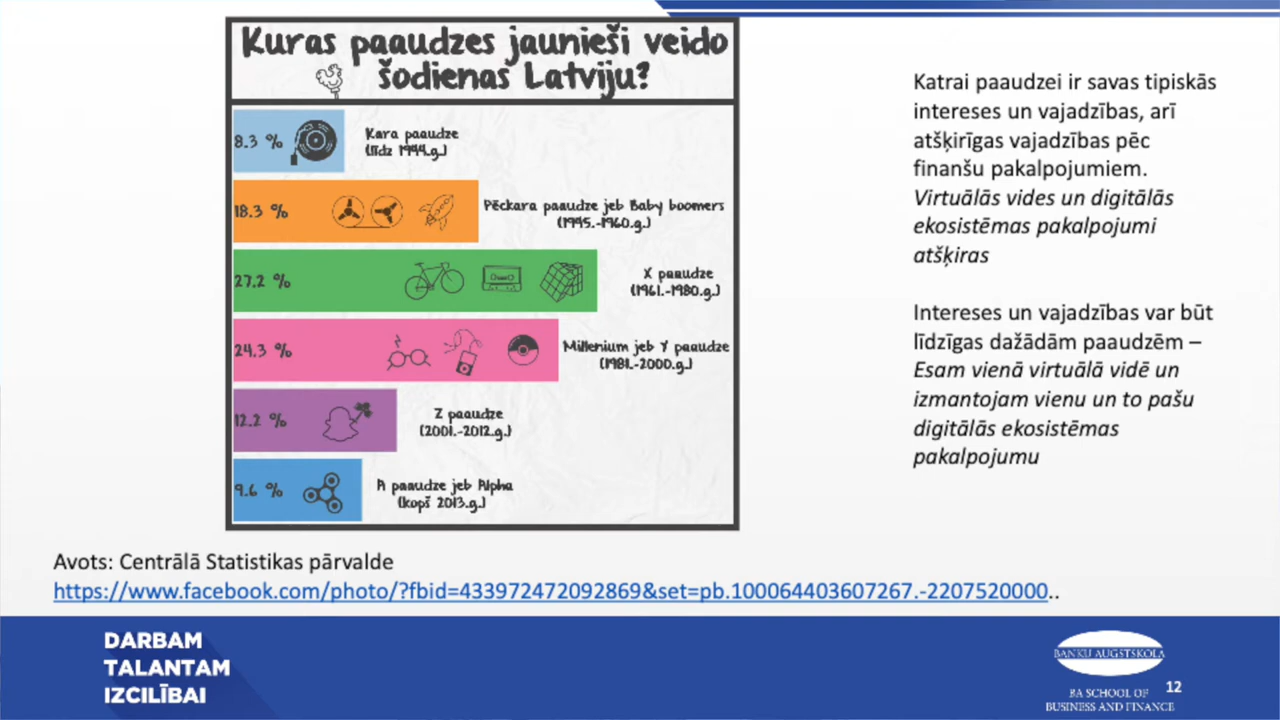 Kuras paaudzes jaunieši veido
šodienas Latviju?
8.3 %
Kara paaudze
(līdz 1944.g.)
18.3 %
Pēckara paaudze jeb Baby boomers
(1945.-1960.g.)
27.2 %
X paaudze
(1961.-1980.g.)
24.3 %
Millenium jeb Y paaudze
(1981.-2000.g.)
12.2 %
Z paaudze
(2001.-2012.g.)
9.6 %
A paaudze jeb Alpha
(kopš 2013.g.)
Katrai paaudzei ir savas tipiskās
intereses un vajadzības, arī
atšķirīgas vajadzības pēc
finanšu pakalpojumiem.
Virtuālās vides un digitālās
ekosistēmas pakalpojumi
atšķiras
Intereses un vajadzības var būt
līdzīgas dažādām paaudzēm –
Esam vienā virtuālā vidē un
izmantojam vienu un to pašu
digitālās ekosistēmas
pakalpojumu
Avots: Centrālā Statistikas pārvalde
https://www.facebook.com/photo/?fbid=433972472092869&set=pb.100064403607267.-2207520000..
DARBAM
TALANTAM
IZCILĪBAI
BANKU AUGSTSKOLA
BA SCHOOL OF
BUSINESS AND FINANCE
12